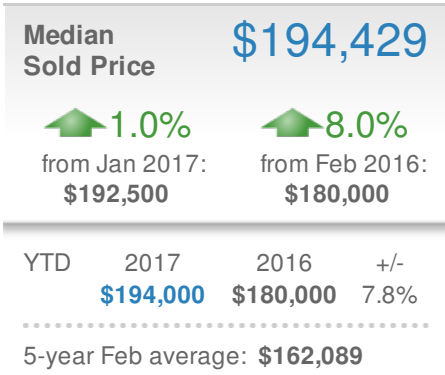 Median $194,429
Sold Price
1.0% 8.0%
from Jan 2017: from Feb 2016:
$192,500 $180,000
YTD 2017 2016 +/-
$194,000 $180,000 7.8%
5-year Feb average: $162,089